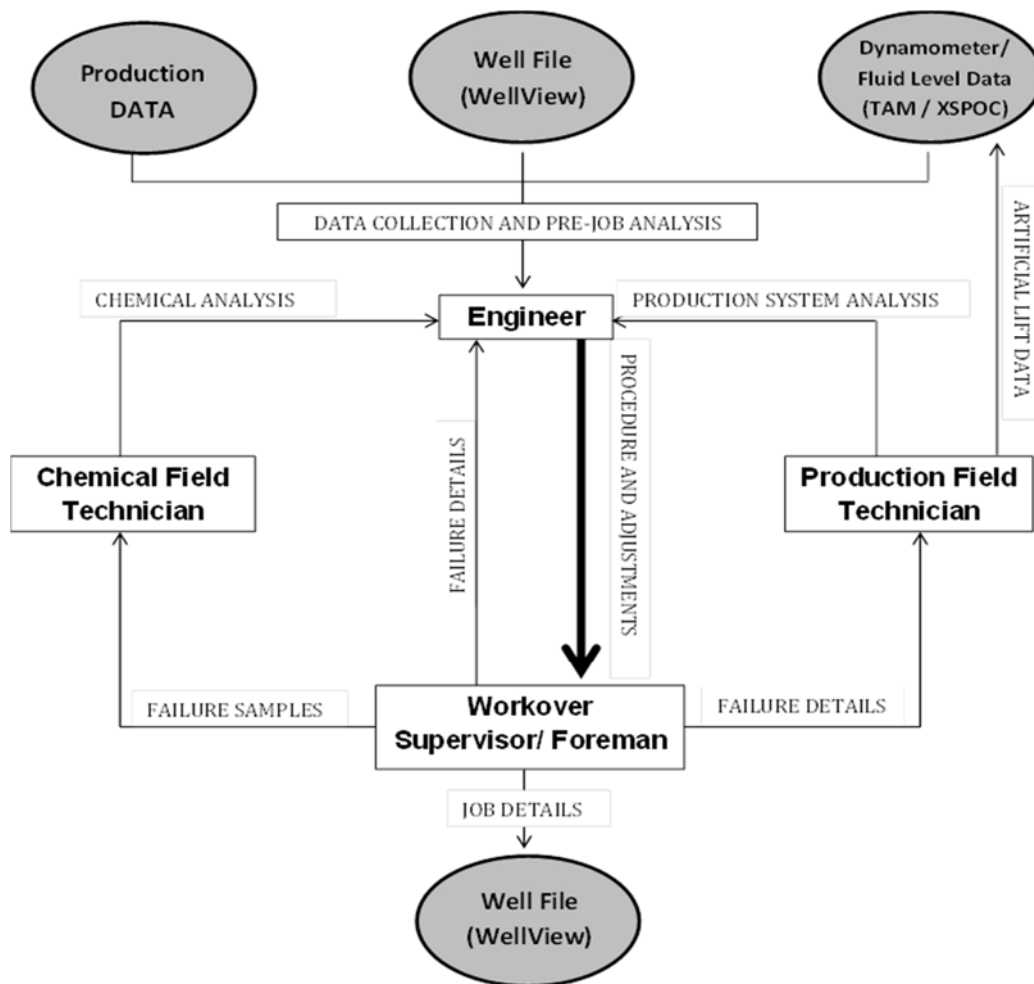 Production
DATA
Well File
(WellView)
Dynamometer/
Fluid Level Data
(TAM / XSPOC)
DATA COLLECTION AND PRE-JOB ANALYSIS
CHEMICAL ANALYSIS
PRODUCTION SYSTEM ANALYSIS
ARTIFICIAL LIFT DATA
Engineer
FAILURE DETAILS
PROCEDURE AND ADJUSTMENTS
Chemical Field
Technician
Production Field
Technician
FAILURE SAMPLES
Workover
Supervisor/ Foreman
FAILURE DETAILS
JOB DETAILS
Well File
(WellView)